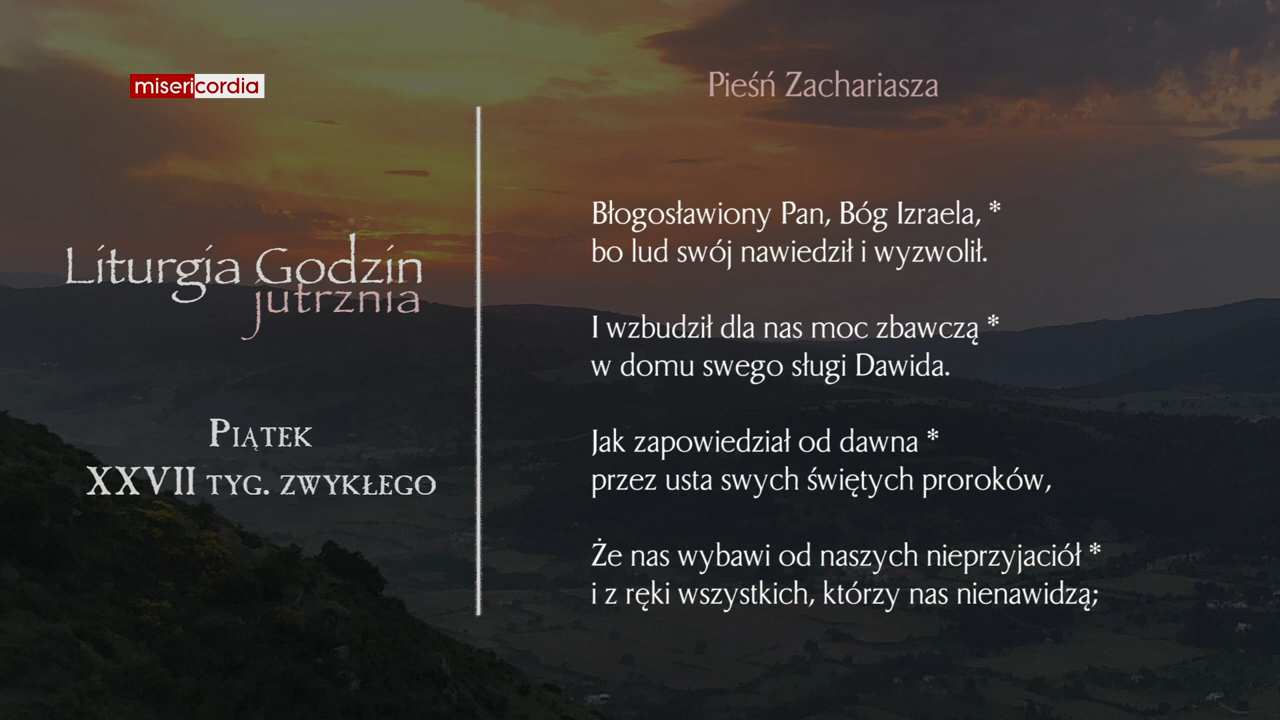 misericordia
Liturgia Godzin
jutrznia
Piątek
XXVII tyg. zwykłego
Pieśń Zachariasza
Błogosławiony Pan, Bóg Izraela, *
bo lud swój nawiedził i wyzwolił.
I wzbudził dla nas moc zbawczą *
w domu swego sługi Dawida.
Jak zapowiedział od dawna *
przez usta swych świętych proroków,
Że nas wybawi od naszych nieprzyjaciół *
i z ręki wszystkich, którzy nas nienawidzą;